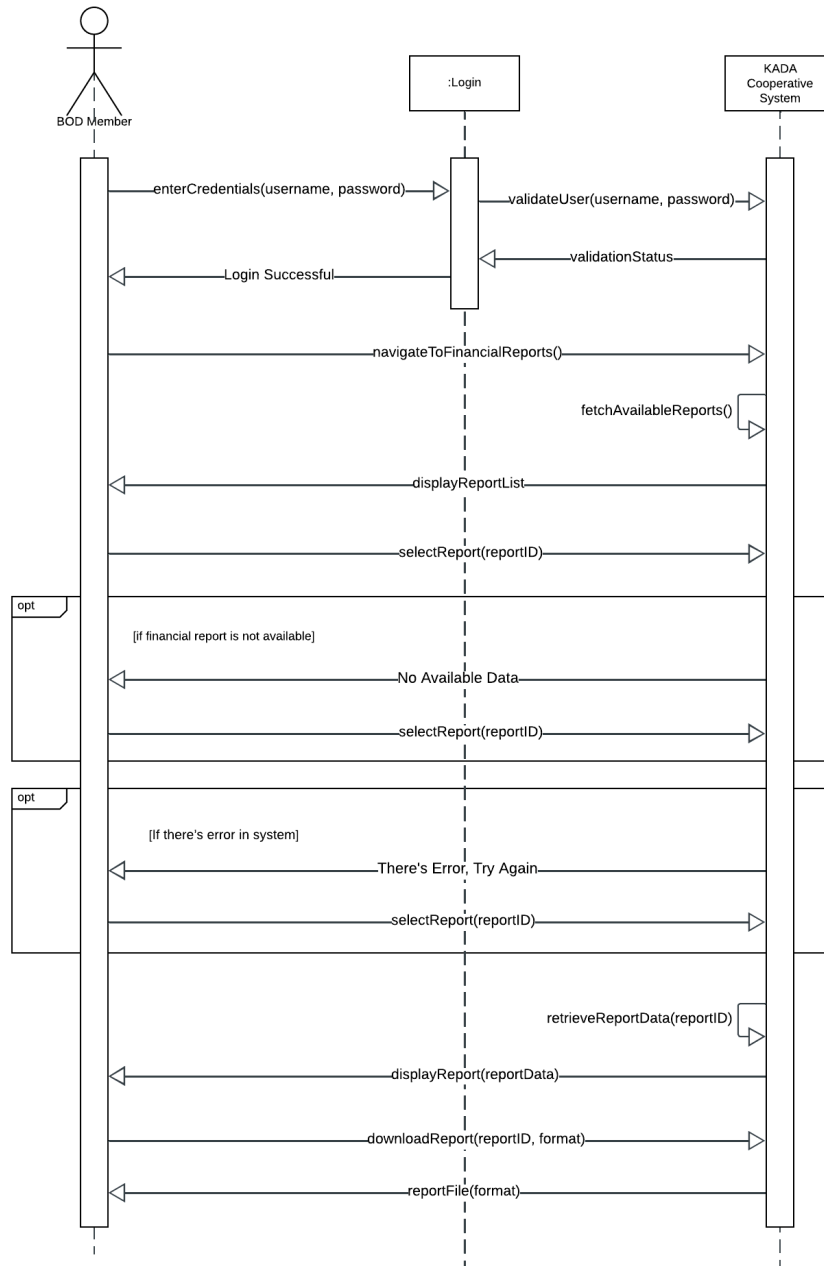 :Login
KADA
Cooperative
System
BOD Member
enterCredentials(username, password)
validateUser(username, password)
validationStatus
Login Successful
navigateToFinancialReports()
fetchAvailableReports()
displayReportList
selectReport(reportID)
opt
[if financial report is not available]
No Available Data
selectReport(reportID)
opt
[If there's error in system]
There's Error, Try Again
selectReport(reportID)
retrieveReportData(reportID)
displayReport(reportData)
downloadReport(reportID, format)
reportFile(format)